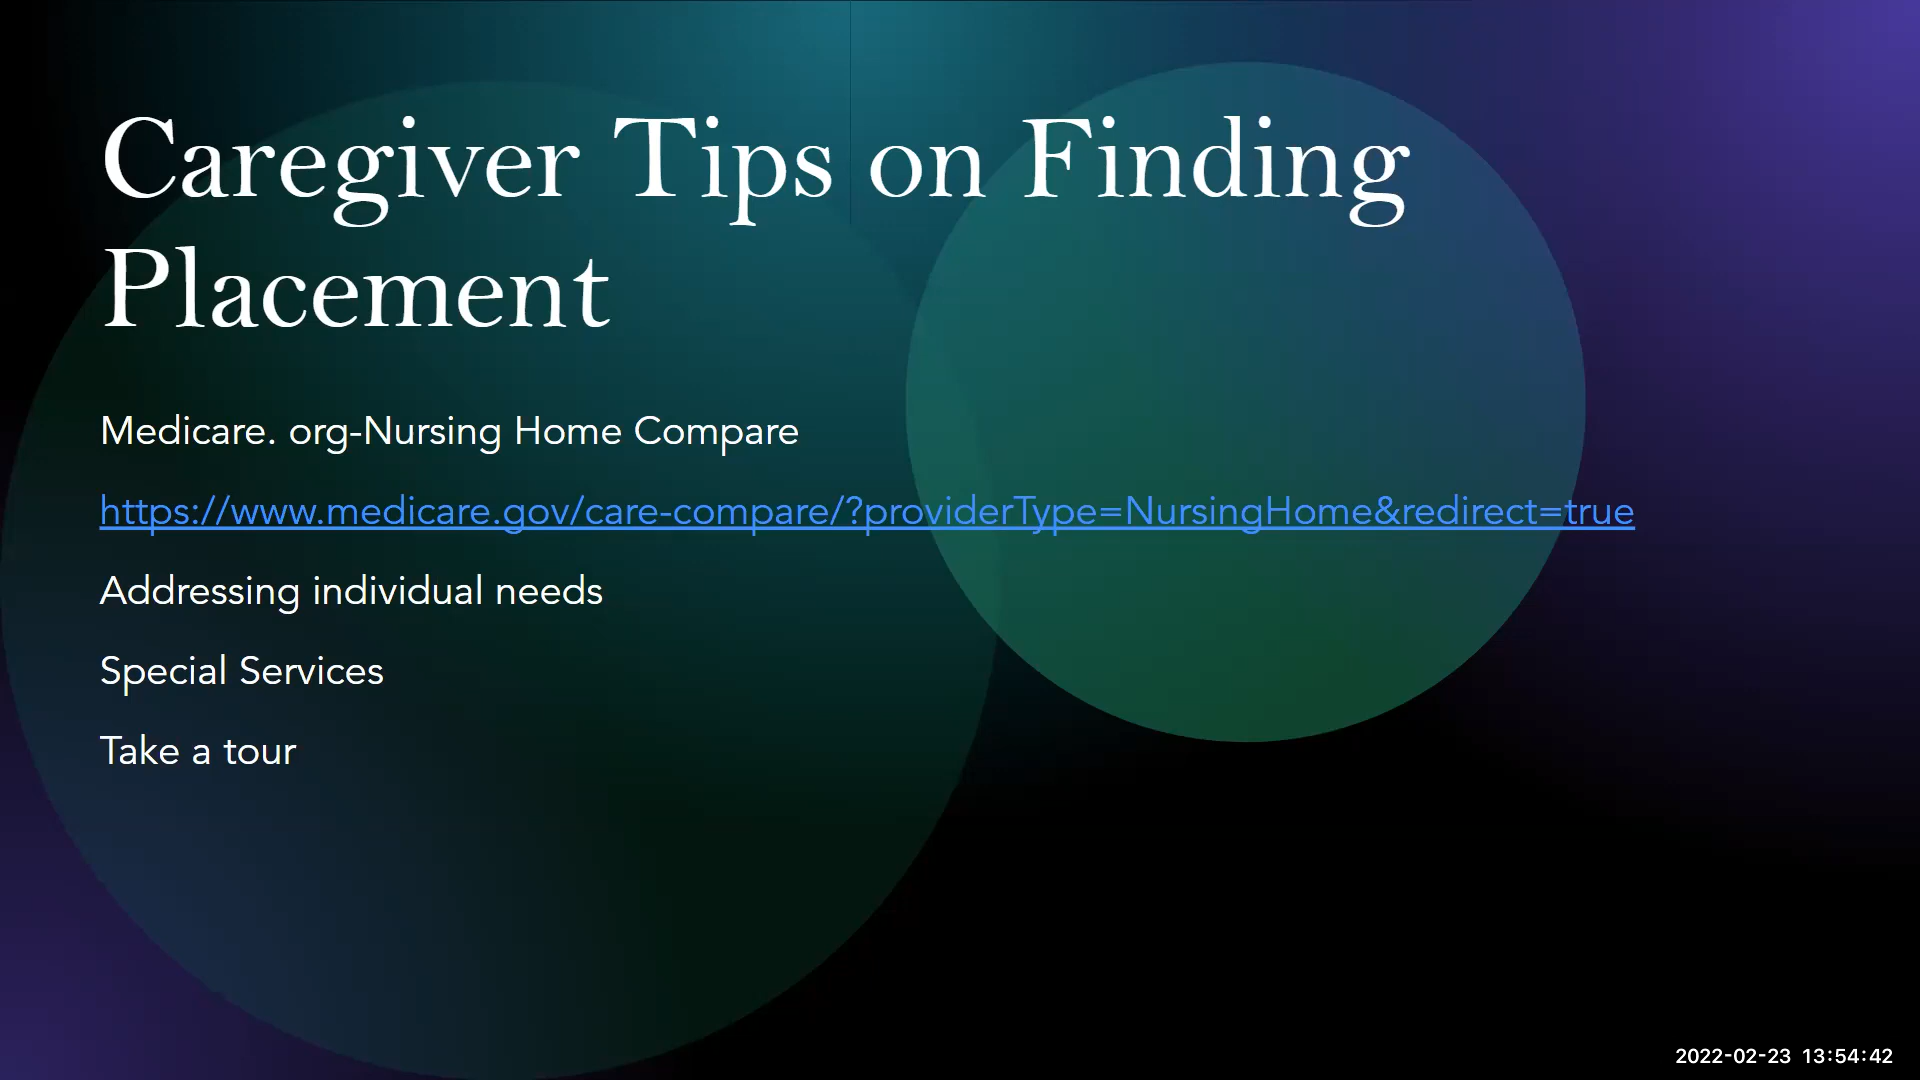 Caregiver Tips on Finding
Placement
Medicare. org-Nursing Home Compare
https://www.medicare.gov/care-compare/?providerType=NursingHome&redirect=true
Addressing individual needs
Special Services
Take a tour
2022-02-23 13:54:42